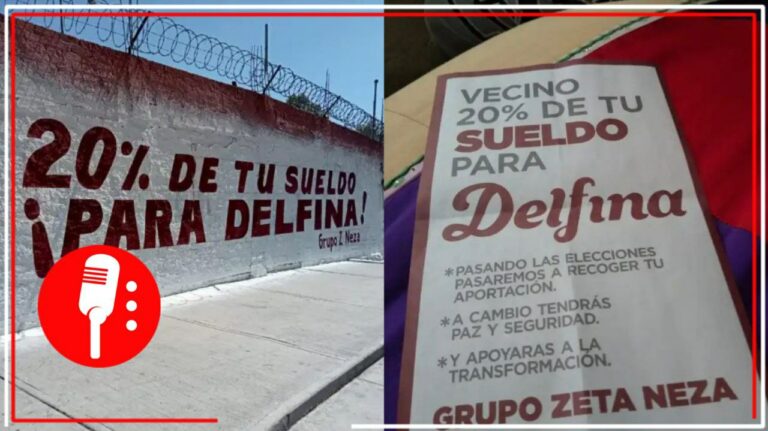 20% DE TU SUELDO
¡PARA DELFINA!
Grupo Z Neza
VECINO
20% DE TU
SUELDO
PARA
Delfina
*PASANDO LAS ELECCIONES
PASAREMOS A RECOGER TU
APORTACIÓN.
*A CAMBIO TENDRÁS
PAZ Y SEGURIDAD.
*Y APOYARAS A LA
TRANSFORMACIÓN.
GRUPO ZETA NEZA